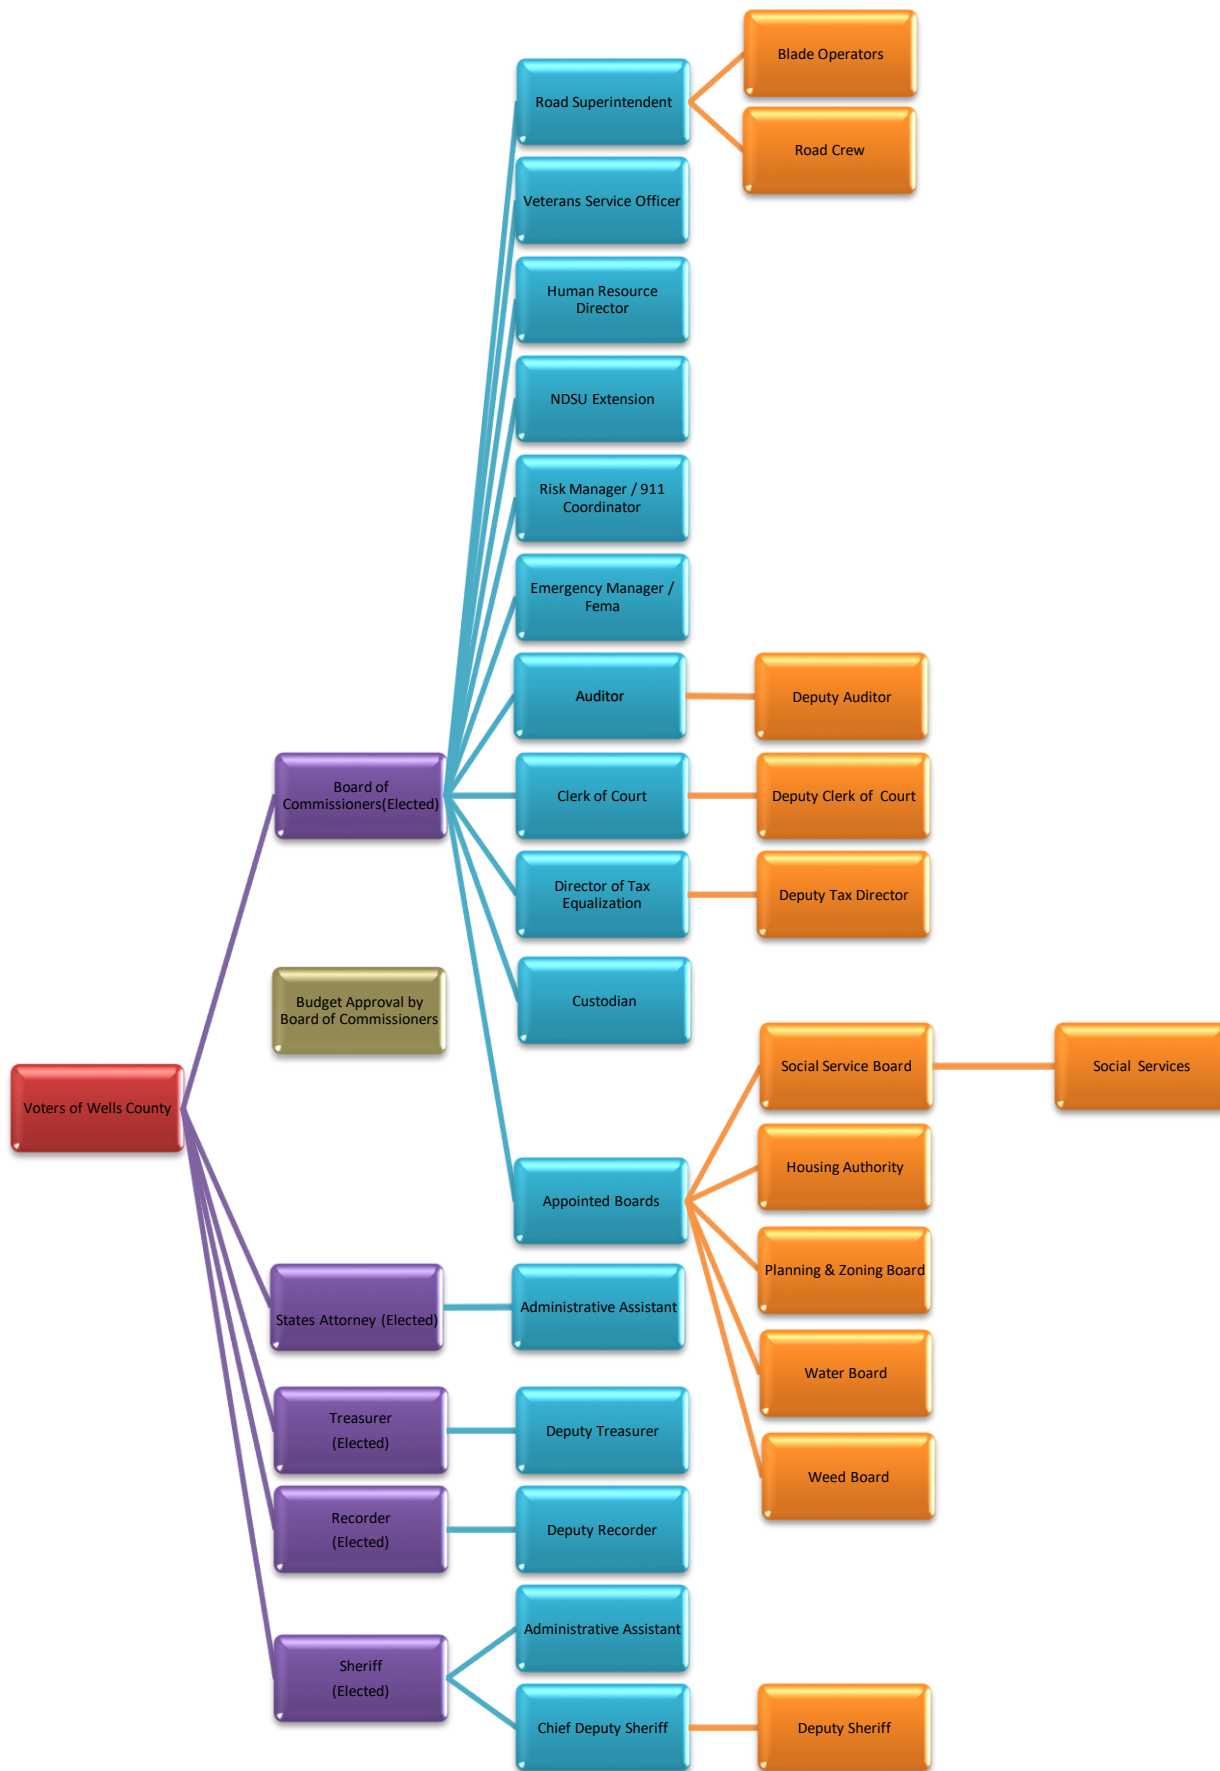 Blade Operators
Road Superintendent
Road Crew
Veterans Service Officer
Human Resource
Director
NDSU Extension
Risk Manager / 911
Coordinator
Emergency Manager /
Fema
Auditor
Deputy Auditor
Board of
Commissioners(Elected)
Clerk of Court
Deputy Clerk of  Court
Director of Tax
Equalization
Deputy Tax Director
Budget Approval by
Board of Commissioners
Custodian
Social Service Board
Social  Services
Voters of Wells County
Housing Authority
Appointed Boards
Planning & Zoning Board
States Attorney (Elected)
Administrative Assistant
Water Board
Treasurer
(Elected)
Deputy Treasurer
Weed Board
Recorder
(Elected)
Deputy Recorder
Administrative Assistant
Sheriff
(Elected)
Chief Deputy Sheriff
Deputy Sheriff